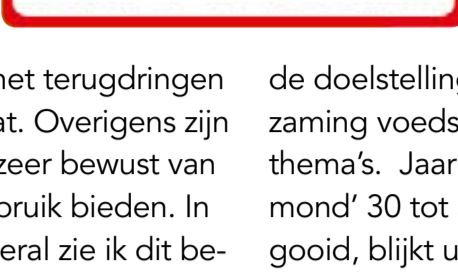 het terugdringen
at. Overigens zijn
zeer bewust van
bruik bieden. In
eral zie ik dit be-
de doelstelling
zaming voeds
thema's. Jaar
mond' 30 tot
gooid, blijkt u